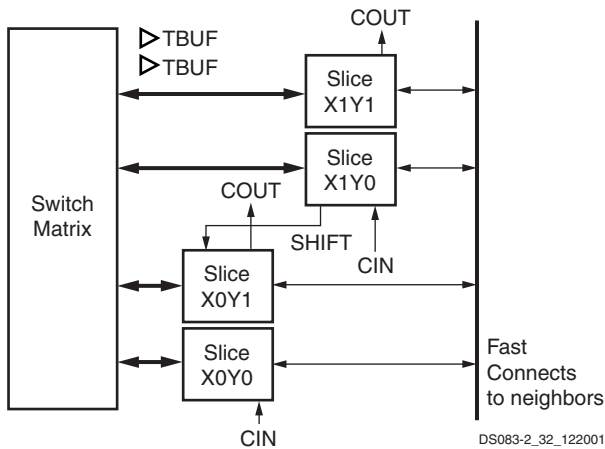 COUT
TBUF
TBUF
Slice
X1Y1
Slice
X1Y0
COUT
Switch
Matrix
SHIFT
CIN
Slice
X0Y1
Slice
X0Y0
Fast
Connects
to neighbors
CIN
DS083-2_32_122001